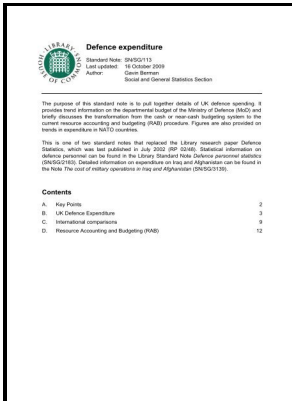 HOUSE OF COMMONS LIBRARY
Defence expenditure
Standard Note: SN/SG/113
Last updated: 16 October 2009
Author: Gavin Berman
Social and General Statistics Section
The purpose of this standard note is to pull together details of UK defence spending. It
provides trend information on the departmental budget of the Ministry of Defence (MoD) and
briefly discusses the transformation from the cash or near-cash budgeting system to the
current resource accounting and budgeting (RAB) procedure. Figures are also provided on
trends in expenditure in NATO countries.
This is one of two standard notes that replaced the Library research paper Defence
Statistics, which was last published in July 2002 (RP 02/48). Statistical information on
defence personnel can be found in the Library Standard Note Defence personnel statistics
(SN/SG/2183). Detailed information on expenditure on Iraq and Afghanistan can be found in
the Note The cost of military operations in Iraq and Afghanistan (SN/SG/3139).
Contents
A. Key Points 2
B. UK Defence Expenditure 3
C. International comparisons 9
D. Resource Accounting and Budgeting (RAB) 12